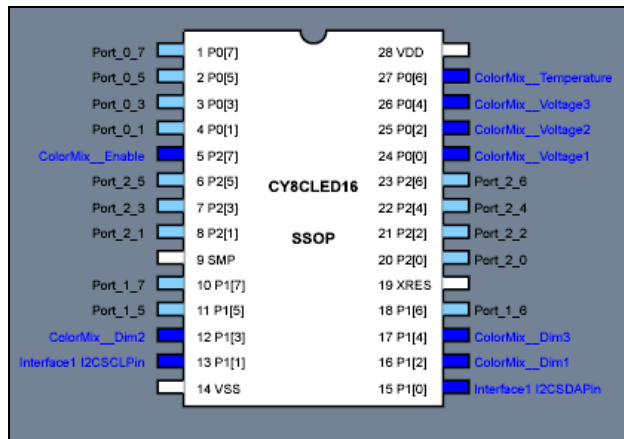 Port_0_7 1 P0[7] 28 VDD
Port_0_5 2 P0[5] 27 P0[6] ColorMix__Temperature
Port_0_3 3 P0[3] 26 P0[4] ColorMix__Voltage3
Port_0_1 4 P0[1] 25 P0[2] ColorMix__Voltage2
ColorMix__Enable 5 P2[7] 24 P0[0] ColorMix__Voltage1
Port_2_5 6 P2[5] CY8CLED16 23 P2[6] Port_2_6
Port_2_3 7 P2[3] 22 P2[4] Port_2_4
Port_2_1 8 P2[1] SSOP 21 P2[2] Port_2_2
9 SMP 20 P2[0] Port_2_0
Port_1_7 10 P1[7] 19 XRES
Port_1_5 11 P1[5] 18 P1[6] Port_1_6
ColorMix__Dim2 12 P1[3] 17 P1[4] ColorMix__Dim3
Interface1 I2CSCLPin 13 P1[1] 16 P1[2] ColorMix__Dim1
14 VSS 15 P1[0] Interface1 I2CSDAPin